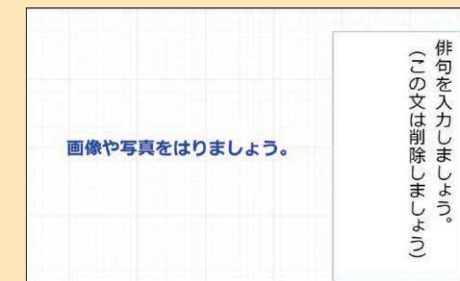 画像や写真をはりましょう。
俳句を入力しましょう。
(この文は削除しましょう)